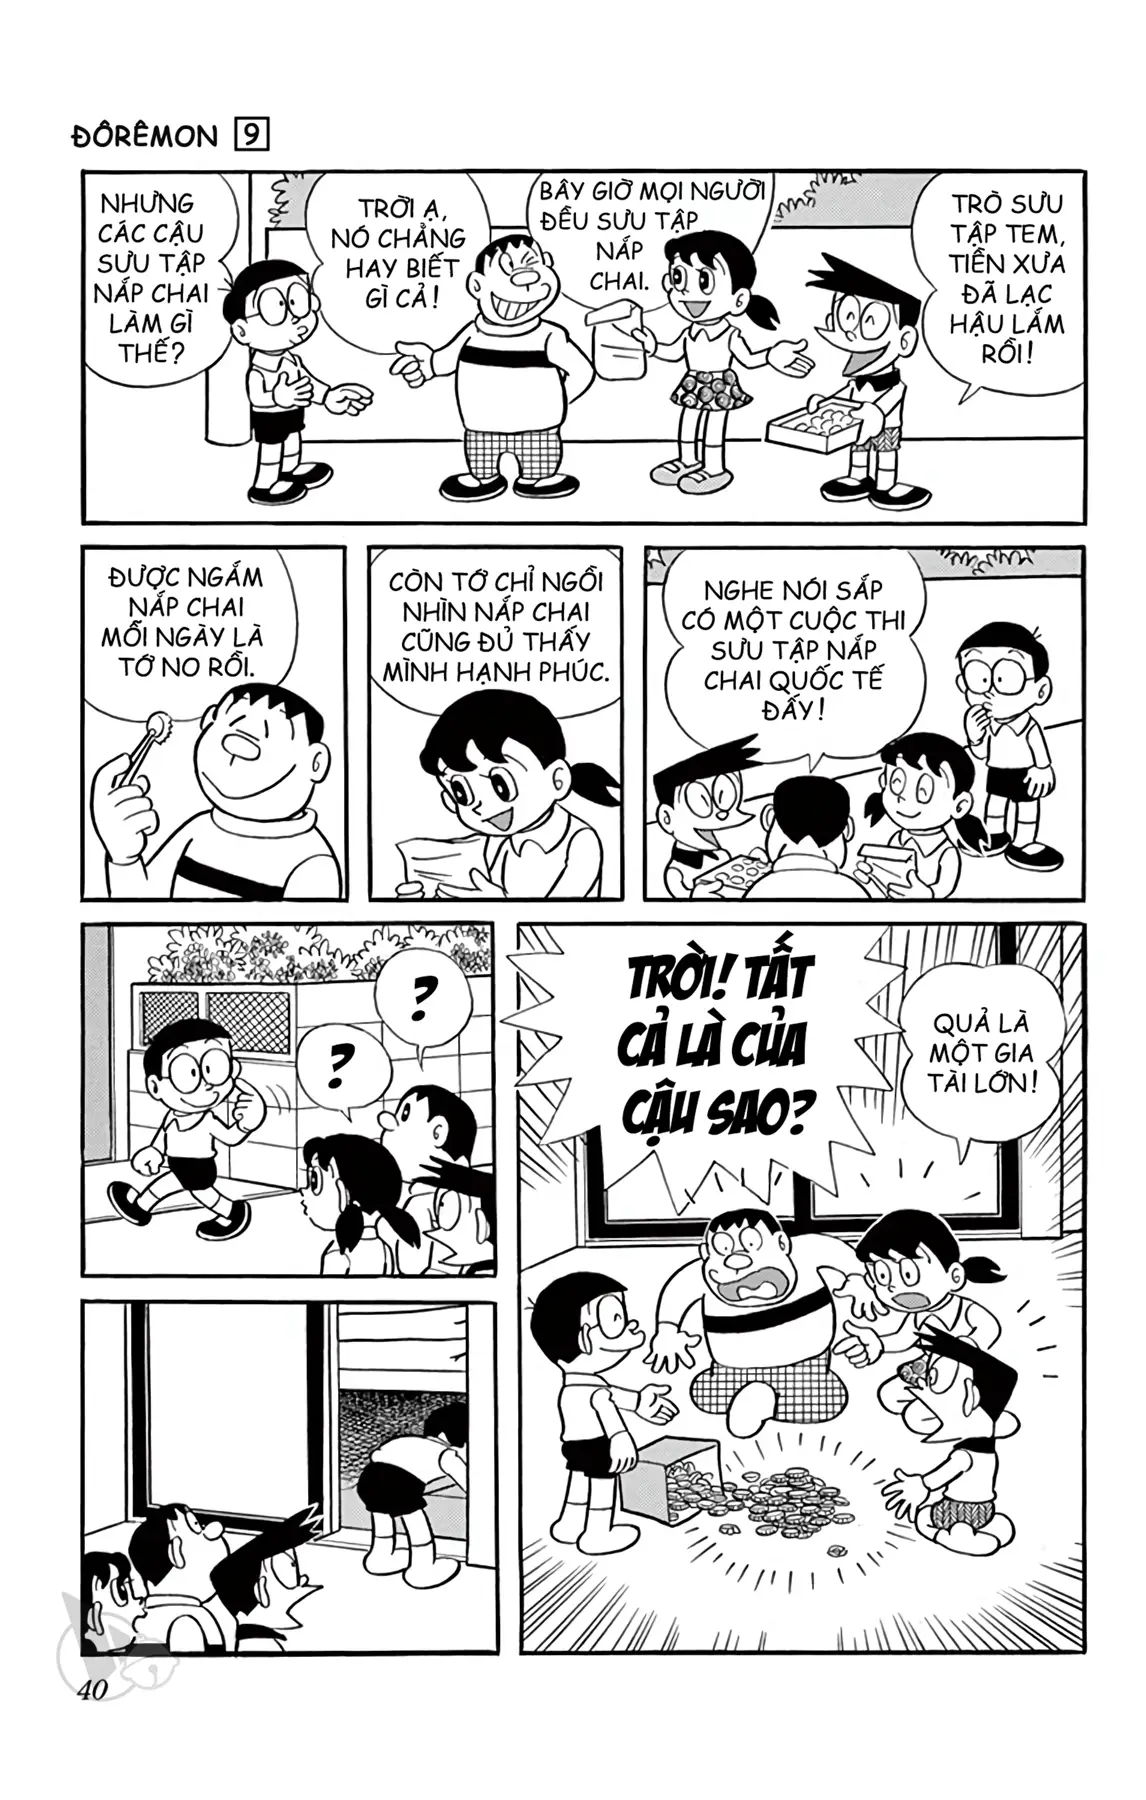 ĐÔRÊMON 9
NHƯNG
CÁC CẬU
SƯU TẬP
NẮP CHAI
LÀM GÌ
THẾ?
TRỜI Ạ,
NÓ CHẲNG
HAY BIẾT
GÌ CẢ!
BÂY GIỜ MỌI NGƯỜI
ĐỀU SƯU TẬP
NẮP
CHAI.
TRÒ SƯU
TẬP TEM,
TIỀN XƯA
ĐÃ LẠC
HẬU LẮM
RỒI!
ĐƯỢC NGẮM
NẮP CHAI
MỖI NGÀY LÀ
TỚ NO RỒI.
CÒN TỚ CHỈ NGỒI
NHÌN NẮP CHAI
CŨNG ĐỦ THẤY
MÌNH HẠNH PHÚC.
NGHE NÓI SẮP
CÓ MỘT CUỘC THI
SƯU TẬP NẮP
CHAI QUỐC TẾ
ĐẤY!
?
?
TRỜI! TẤT
CẢ LÀ CỦA
CẬU SAO?
QUẢ LÀ
MỘT GIA
TÀI LỚN!
40